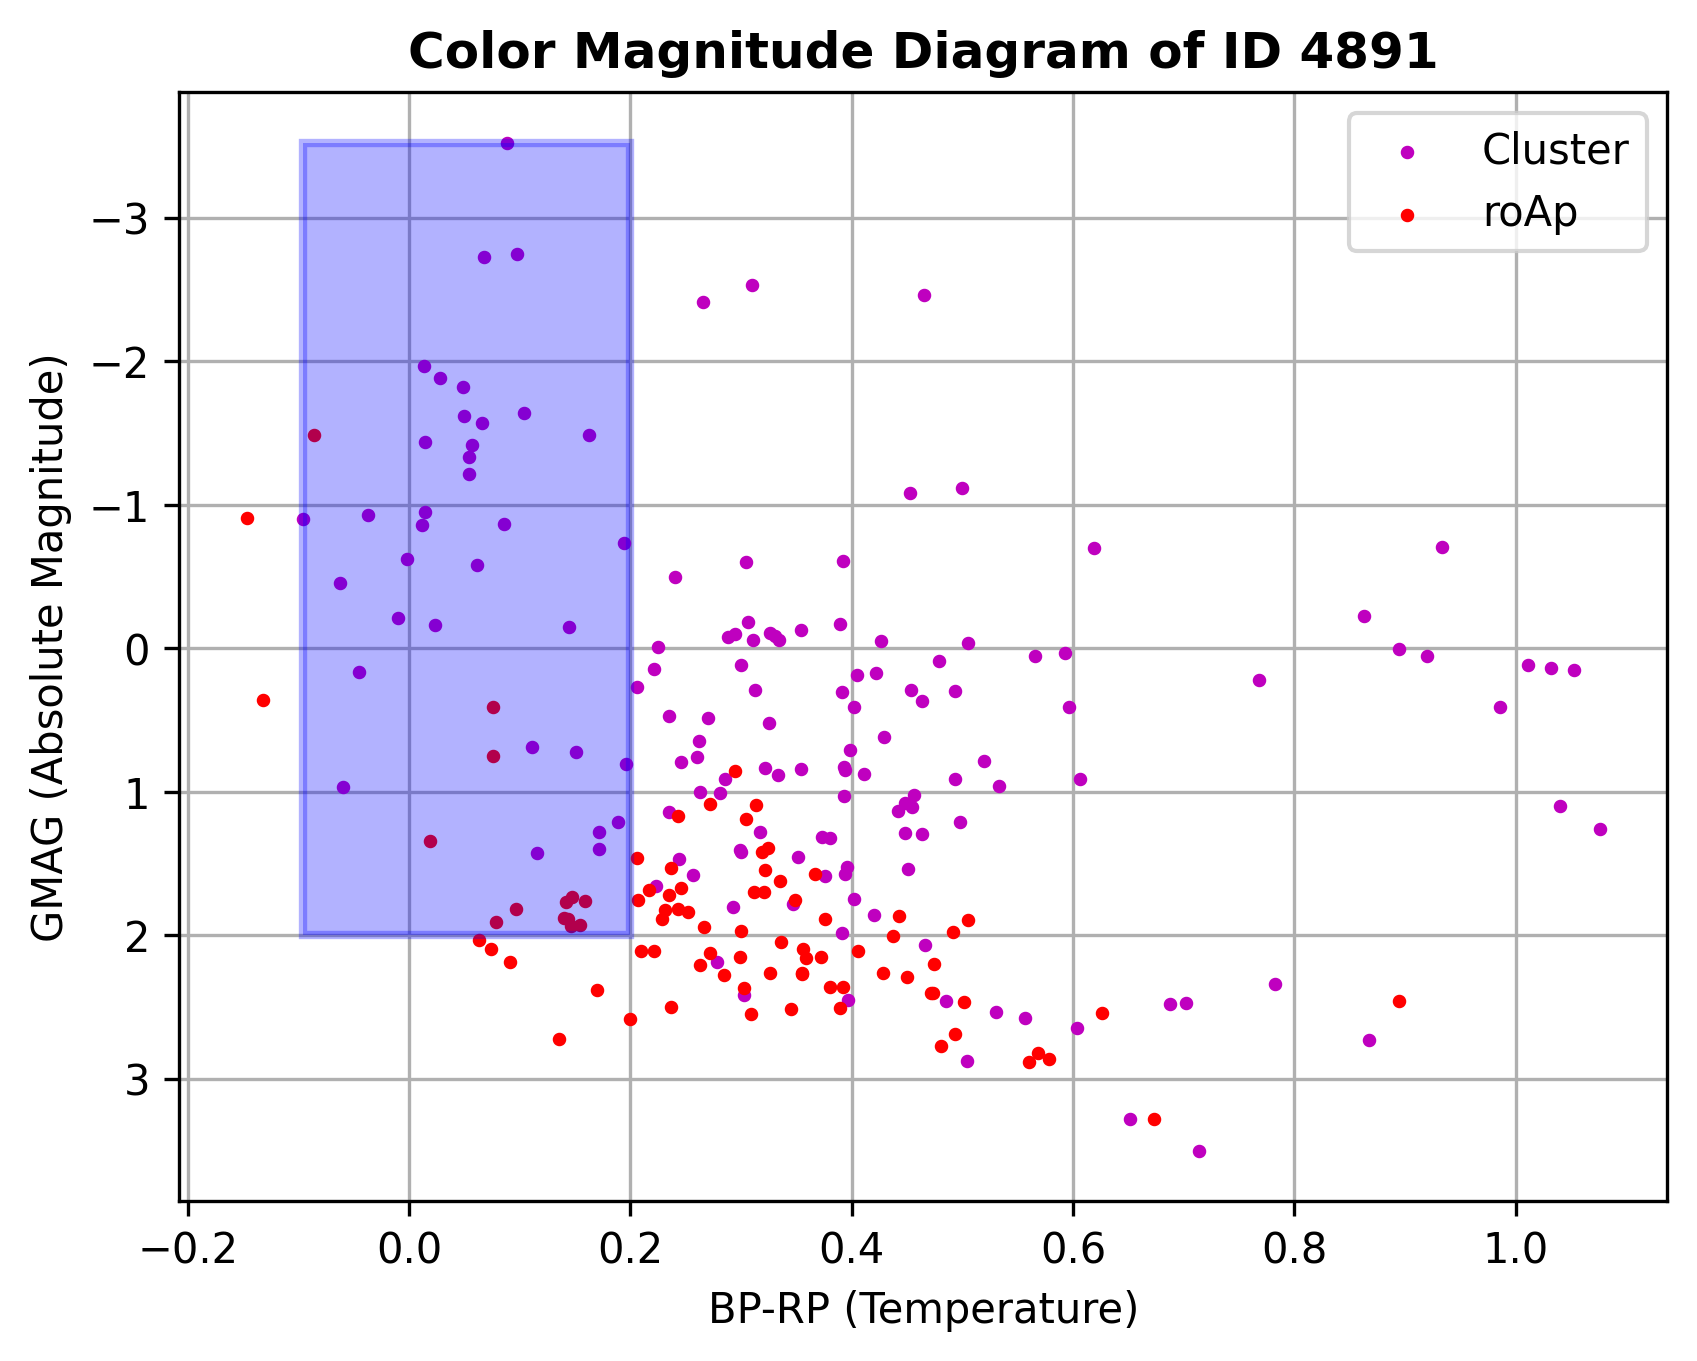 Color Magnitude Diagram of ID 4891
Cluster
roAp
GMAG (Absolute Magnitude)
−3
−2
−1
0
1
2
3
−0.2 0.0 0.2 0.4 0.6 0.8 1.0
BP-RP (Temperature)